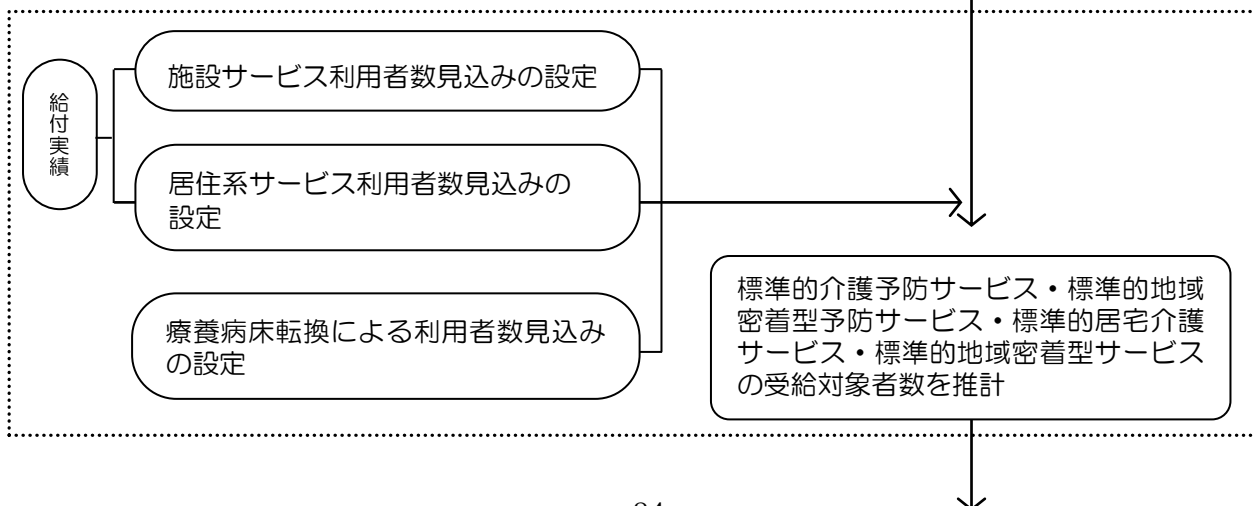 給付実績
施設サービス利用者数見込みの設定
居住系サービス利用者数見込みの
設定
療養病床転換による利用者数見込み
の設定
標準的介護予防サービス・標準的地域
密着型予防サービス・標準的居宅介護
サービス・標準的地域密着型サービス
の受給対象者数を推計